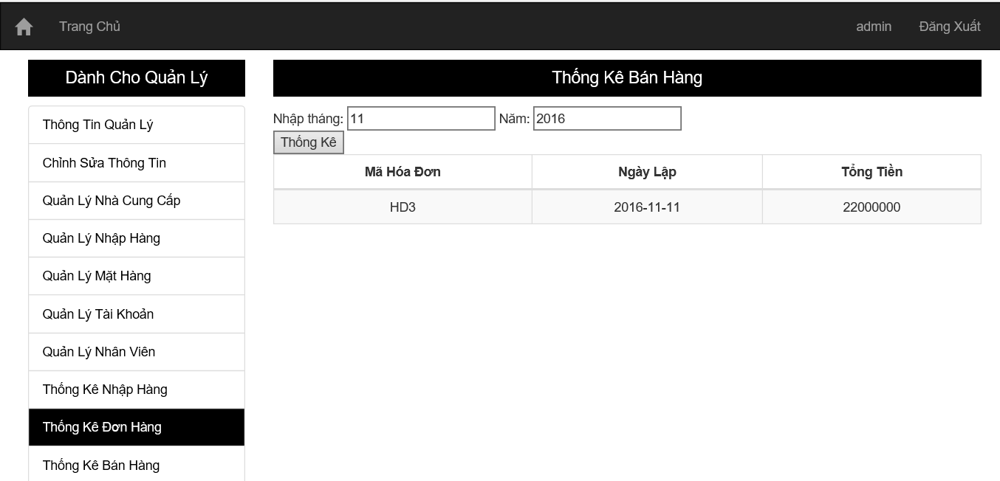 Trang Chủ admin Đăng Xuất
Dành Cho Quản Lý
Thông Tin Quản Lý
Chỉnh Sửa Thông Tin
Quản Lý Nhà Cung Cấp
Quản Lý Nhập Hàng
Quản Lý Mặt Hàng
Quản Lý Tài Khoản
Quản Lý Nhân Viên
Thống Kê Nhập Hàng
Thống Kê Đơn Hàng
Thống Kê Bán Hàng
Thống Kê Bán Hàng
Nhập tháng: 11 Năm: 2016
Thống Kê
Mã Hóa Đơn Ngày Lập Tổng Tiền
HD3 2016-11-11 22000000